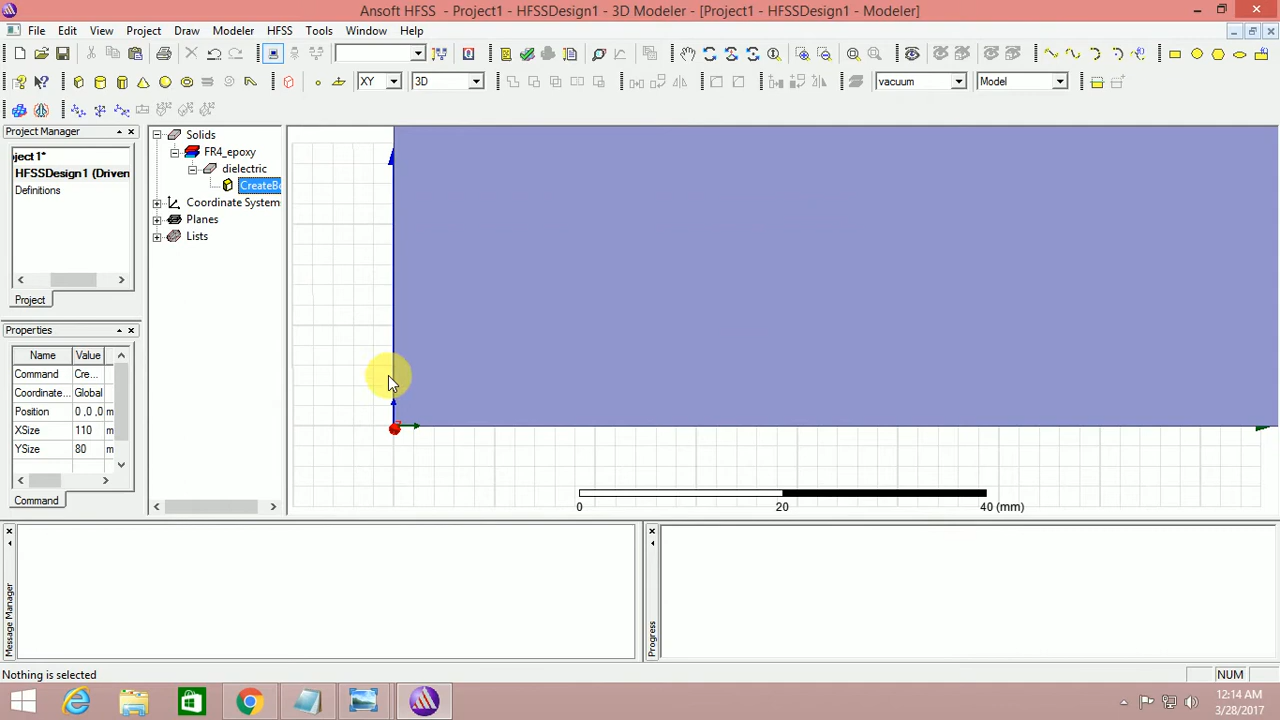 Ansoft HFSS - Project1 - HFSSDesign1 - 3D Modeler - [Project1 - HFSSDesign1 - Modeler]
File Edit View Project Draw Modeler HFSS Tools Window Help
XY 3D vacuum Model
Project Manager
ject 1*
HFSSDesign1 (Driven
Definitions
Project
Solids
FR4_epoxy
dielectric
CreateBo
Coordinate System
Planes
Lists
Properties
Name Value
Command Cre...
Coordinate... Global
Position 0 ,0 ,0 m
XSize 110 m
YSize 80 m
Command
0 20 40 (mm)
Message Manager
Progress
Nothing is selected
NUM
12:14 AM
3/28/2017